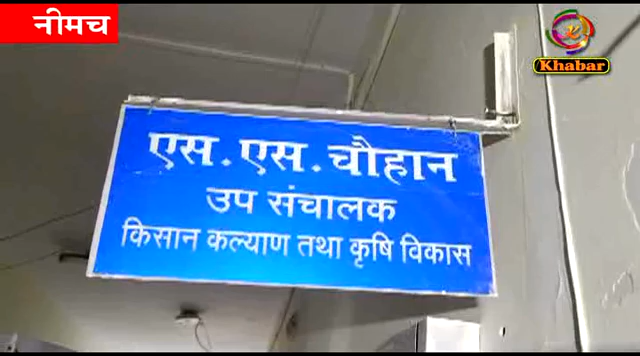 नीमच
Khabar
एस. एस. चौहान
उप संचालक
किसान कल्याण तथा कृषि विकास